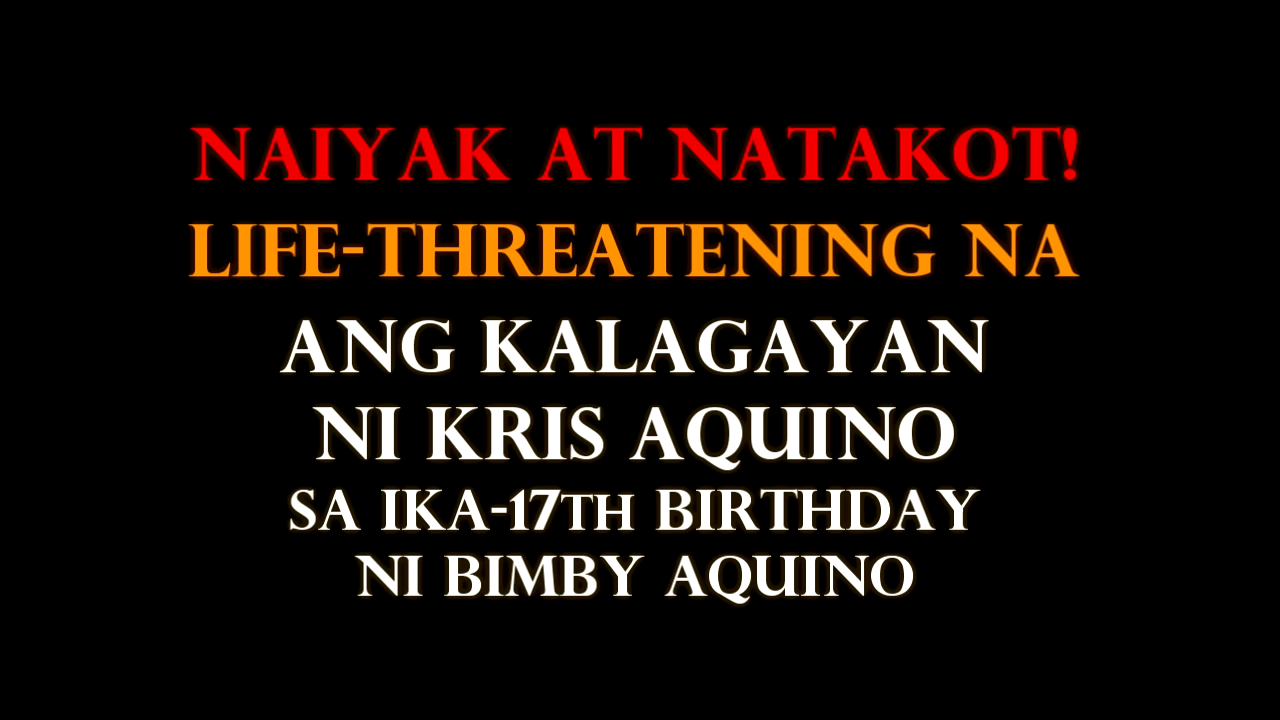 NAIYAK AT NATAKOT!
LIFE-THREATENING NA
ANG KALAGAYAN
NI KRIS AQUINO
SA IKA-17TH BIRTHDAY
NI BIMBY AQUINO